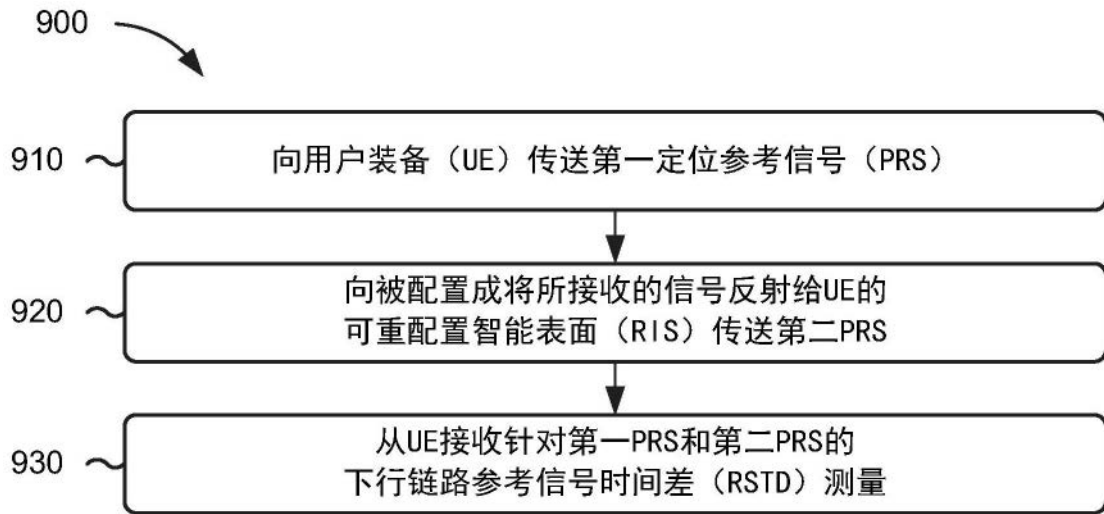 900
910
向用户装备（UE）传送第一定位参考信号（PRS）
920
向被配置成将所接收的信号反射给UE的
可重配置智能表面（RIS）传送第二PRS
930
从UE接收针对第一PRS和第二PRS的
下行链路参考信号时间差（RSTD）测量